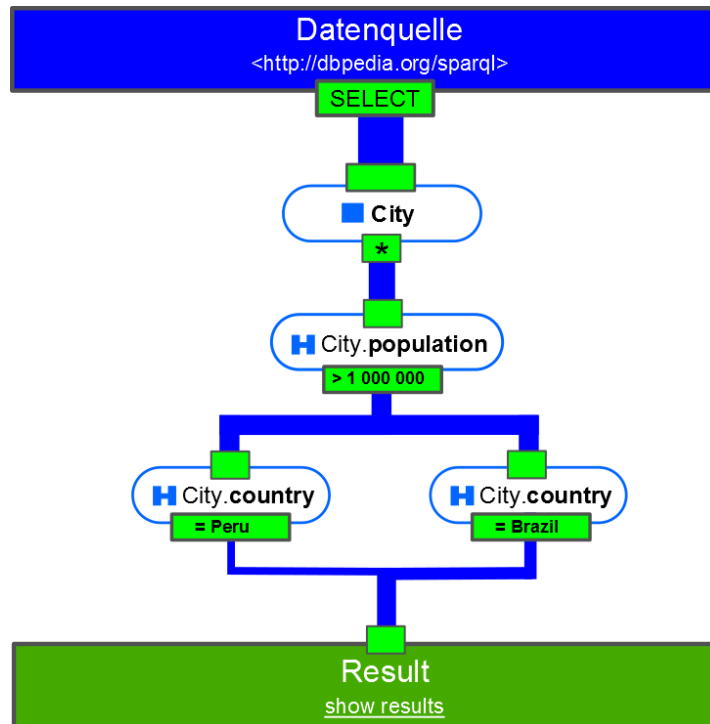 Datenquelle
<http://dbpedia.org/sparql>
SELECT
City
*
City.population
> 1 000 000
City.country
City.country
= Peru
= Brazil
Result
show results